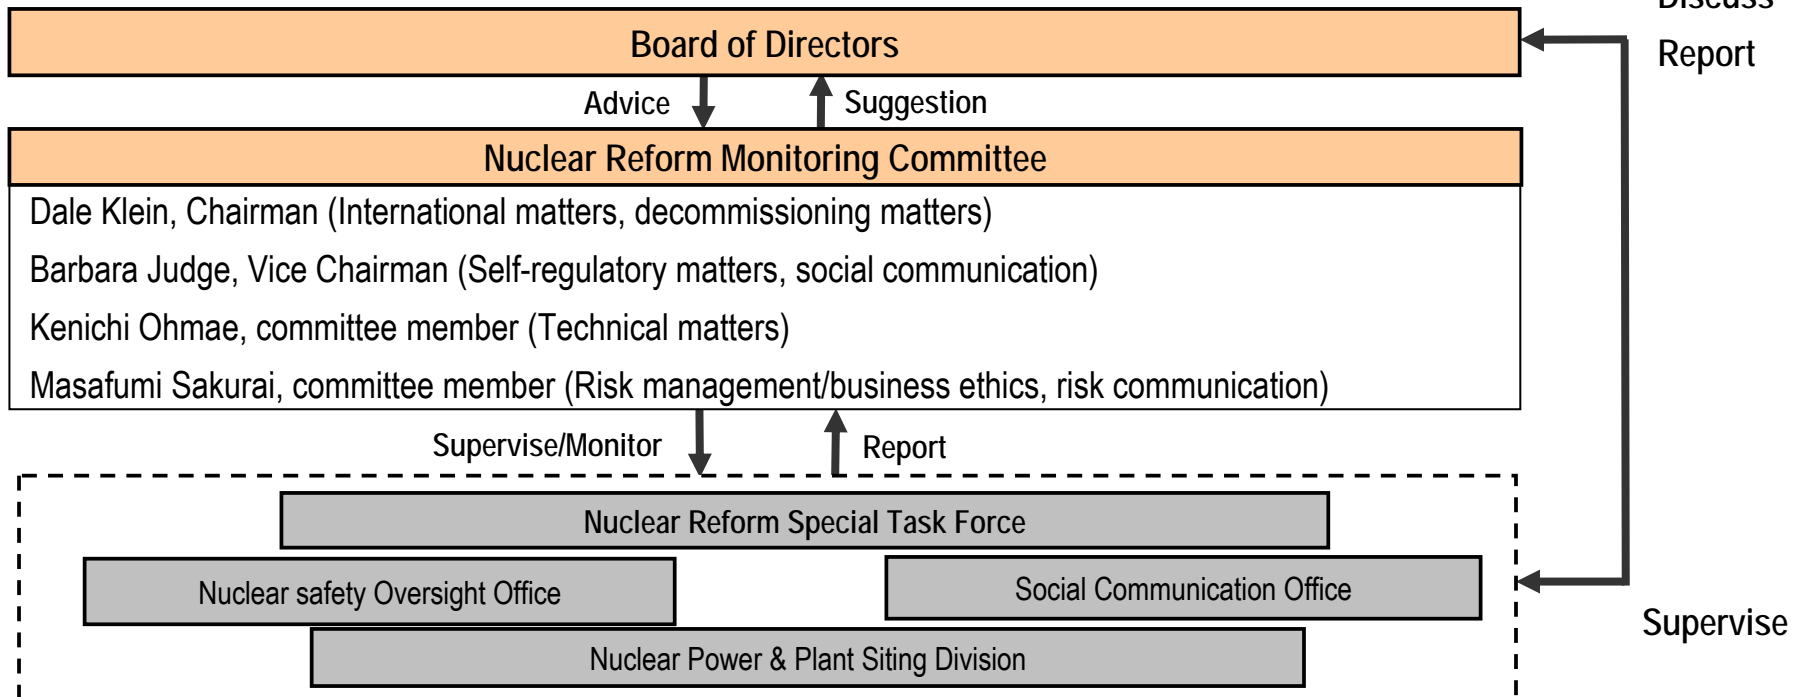 Discuss
Board of Directors
Report
Advice
Suggestion
Nuclear Reform Monitoring Committee
Dale Klein, Chairman (International matters, decommissioning matters)
Barbara Judge, Vice Chairman (Self-regulatory matters, social communication)
Kenichi Ohmae, committee member (Technical matters)
Masafumi Sakurai, committee member (Risk management/business ethics, risk communication)
Supervise/Monitor
Report
Nuclear Reform Special Task Force
Nuclear safety Oversight Office
Social Communication Office
Supervise
Nuclear Power & Plant Siting Division